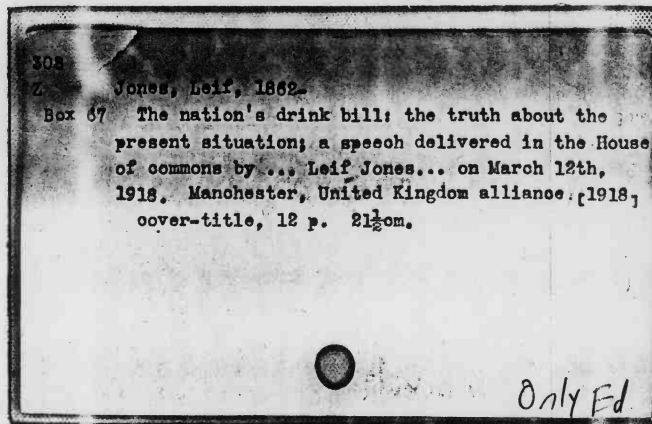 308
Z Jones, Leif, 1862-
Box 67 The nation's drink bill: the truth about the
present situation; a speech delivered in the House
of commons by ... Leif Jones... on March 12th,
1918. Manchester, United Kingdom alliance [1918]
cover-title, 12 p. 21½cm.
Only Ed